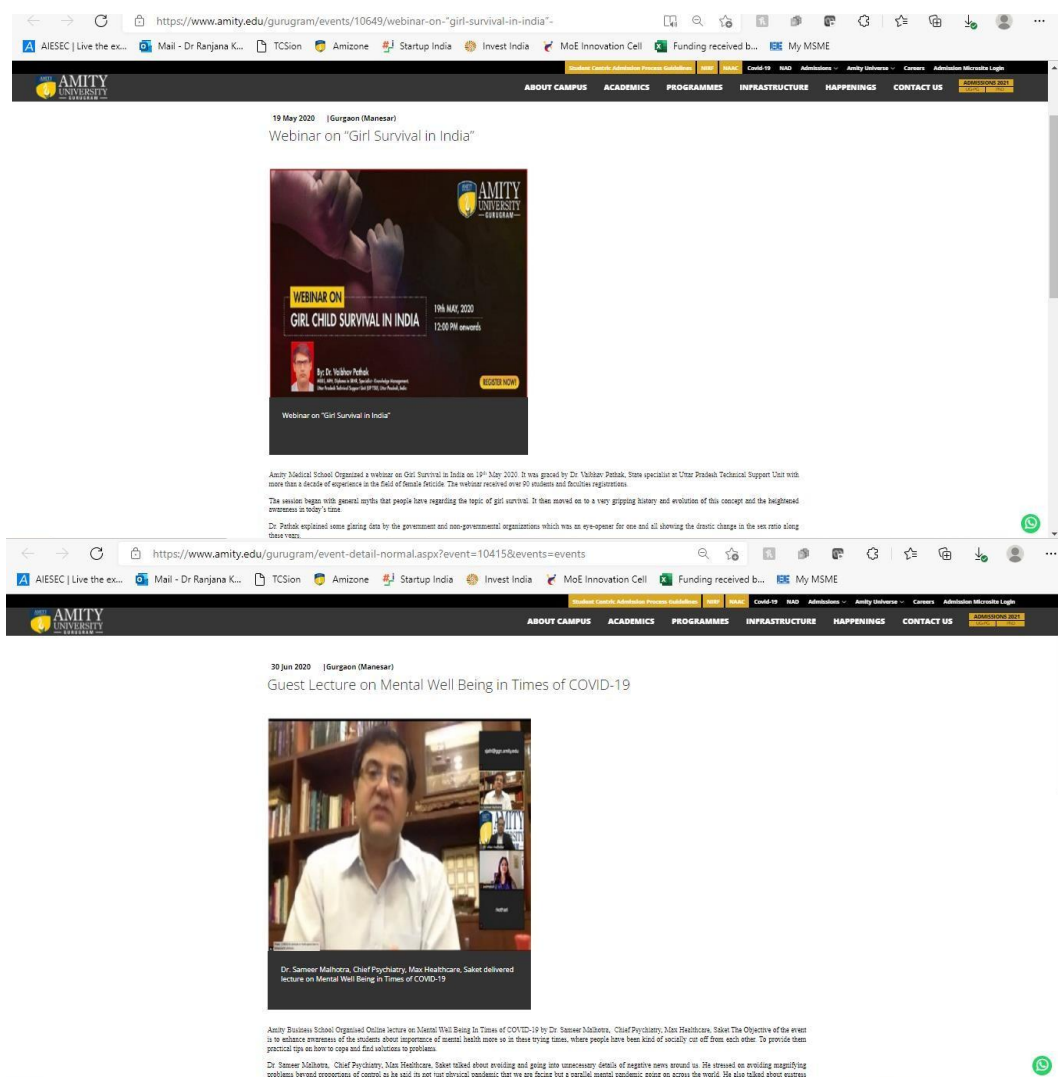 https://www.amity.edu/gurugram/events/10649/webinar-on-"girl-survival-in-india"-
AIESEC | Live the ex... Mail - Dr Ranjana K... TCSion Amizone Startup India Invest India MoE Innovation Cell Funding received b... My MSME
Student Centric Admission Process Guidelines NIRF NAAC Covid-19 NAD Admissions Amity Universe Careers Admission Microsite Login
AMITY UNIVERSITY GURUGRAM
ABOUT CAMPUS ACADEMICS PROGRAMMES INFRASTRUCTURE HAPPENINGS CONTACT US ADMISSIONS 2021
19 May 2020 |Gurgaon (Manesar)
Webinar on "Girl Survival in India"
AMITY
UNIVERSITY
GURUGRAM
WEBINAR ON
GIRL CHILD SURVIVAL IN INDIA
19th MAY, 2020
12:00 PM onwards
By: Dr. Vaibhav Pathak
REGISTER NOW!
Webinar on "Girl Survival in India"
Amity Medical School Organized a webinar on Girl Survival in India on 19th May 2020. It was graced by Dr. Vaibhav Pathak, State specialist at Uttar Pradesh Technical Support Unit with
more than a decade of experience in the field of female feticide. The webinar received over 90 students and faculties registrations.
The session began with general myths that people have regarding the topic of girl survival. It then moved on to a very gripping history and evolution of this concept and the heightened
awareness in today's time.
Dr. Pathak explained some glaring data by the government and non-governmental organizations which was an eye-opener for one and all showing the drastic change in the sex ratio along
these years.
https://www.amity.edu/gurugram/event-detail-normal.aspx?event=10415&events=events
AIESEC | Live the ex... Mail - Dr Ranjana K... TCSion Amizone Startup India Invest India MoE Innovation Cell Funding received b... My MSME
Student Centric Admission Process Guidelines NIRF NAAC Covid-19 NAD Admissions Amity Universe Careers Admission Microsite Login
AMITY UNIVERSITY GURUGRAM
ABOUT CAMPUS ACADEMICS PROGRAMMES INFRASTRUCTURE HAPPENINGS CONTACT US ADMISSIONS 2021
30 Jun 2020 |Gurgaon (Manesar)
Guest Lecture on Mental Well Being in Times of COVID-19
AMITY
UNIVERSITY
Dr. Sameer Malhotra, Chief Psychiatry, Max Healthcare, Saket delivered
lecture on Mental Well Being in Times of COVID-19
Amity Business School Organised Online lecture on Mental Well Being In Times of COVID-19 by Dr. Sameer Malhotra, Chief Psychiatry, Max Healthcare, Saket The Objective of the event
is to enhance awareness of the students about importance of mental health more so in these trying times, where people have been kind of socially cut off from each other. To provide them
practical tips on how to cope and find solutions to problems.
Dr. Sameer Malhotra, Chief Psychiatry, Max Healthcare, Saket talked about avoiding and going into unnecessary details of negative news around us. He stressed on avoiding magnifying
problems beyond proportions of control as he said its not just physical pandemic that we are facing but a parallel mental pandemic going on across the world. He also talked about eustress